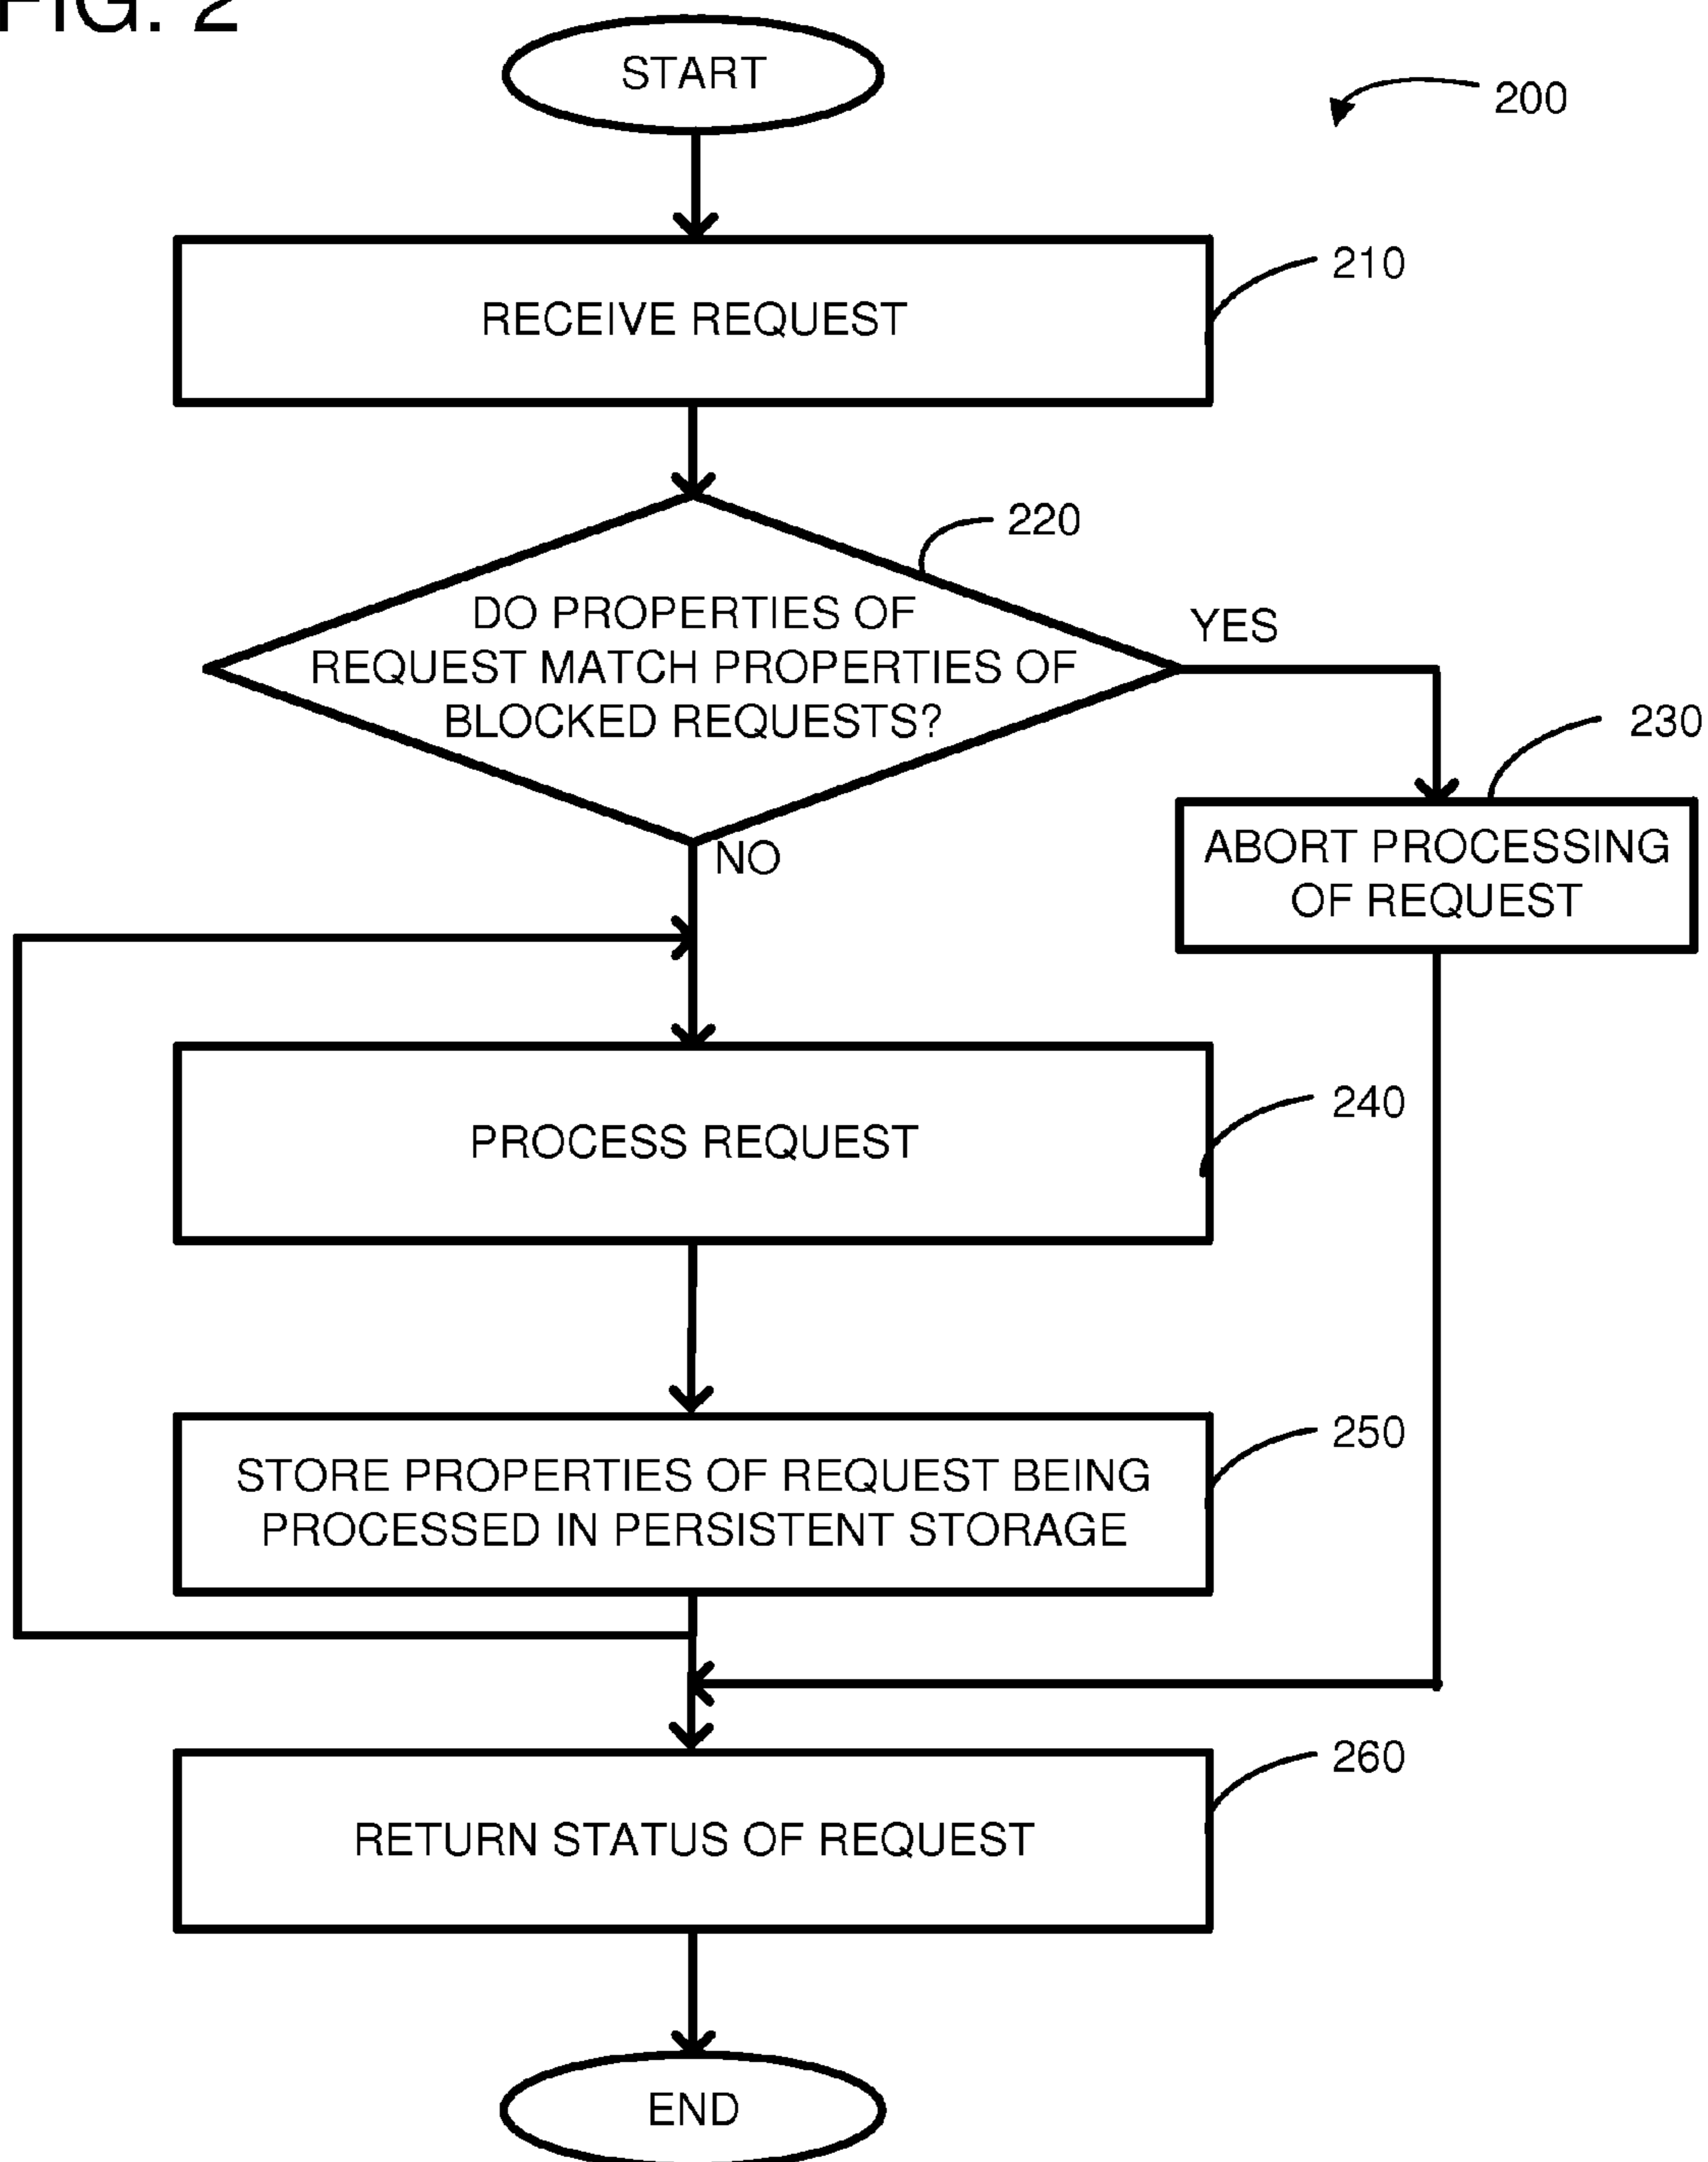 FIG. 2
START
200
RECEIVE REQUEST
210
220
DO PROPERTIES OF
REQUEST MATCH PROPERTIES OF
BLOCKED REQUESTS?
YES
230
ABORT PROCESSING
OF REQUEST
NO
PROCESS REQUEST
240
250
STORE PROPERTIES OF REQUEST BEING
PROCESSED IN PERSISTENT STORAGE
260
RETURN STATUS OF REQUEST
END